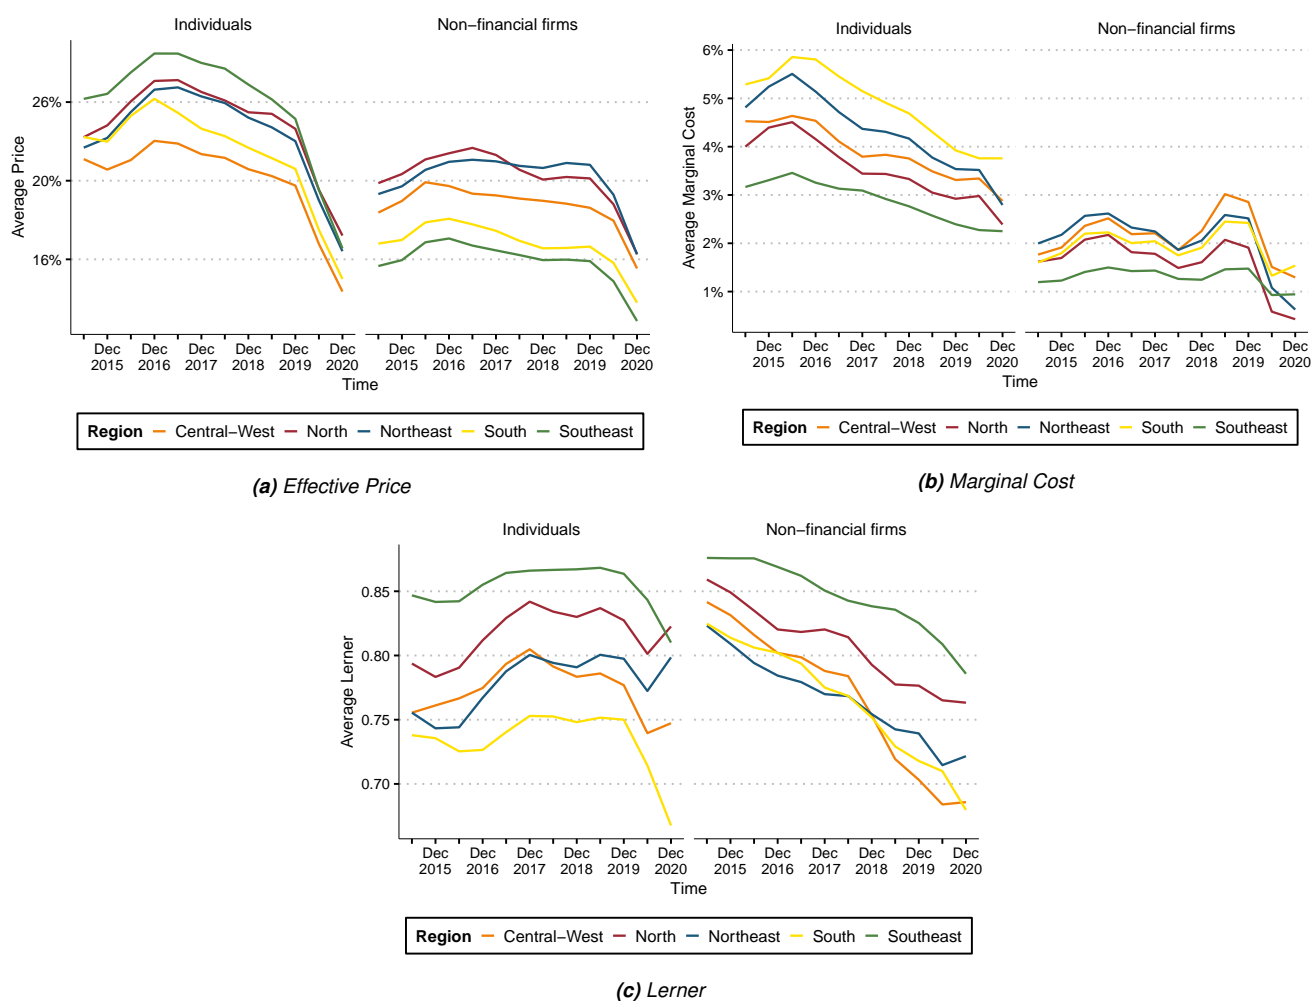 Individuals
Non−financial firms
Average Price
26%
20%
16%
Dec 2015 Dec 2016 Dec 2017 Dec 2018 Dec 2019 Dec 2020
Dec 2015 Dec 2016 Dec 2017 Dec 2018 Dec 2019 Dec 2020
Time
Region Central−West North Northeast South Southeast
(a) Effective Price
Individuals
Non−financial firms
Average Marginal Cost
6%
5%
4%
3%
2%
1%
Dec 2015 Dec 2016 Dec 2017 Dec 2018 Dec 2019 Dec 2020
Dec 2015 Dec 2016 Dec 2017 Dec 2018 Dec 2019 Dec 2020
Time
Region Central−West North Northeast South Southeast
(b) Marginal Cost
Individuals
Non−financial firms
Average Lerner
0.85
0.80
0.75
0.70
Dec 2015 Dec 2016 Dec 2017 Dec 2018 Dec 2019 Dec 2020
Dec 2015 Dec 2016 Dec 2017 Dec 2018 Dec 2019 Dec 2020
Time
Region Central−West North Northeast South Southeast
(c) Lerner